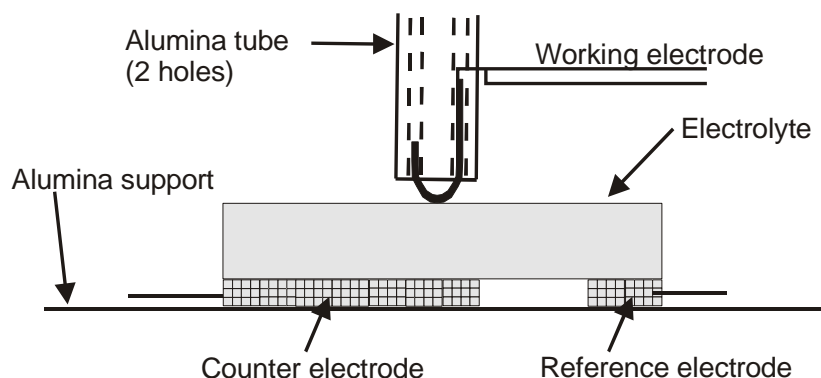 Alumina tube
(2 holes)
Working electrode
Electrolyte
Alumina support
Counter electrode
Reference electrode